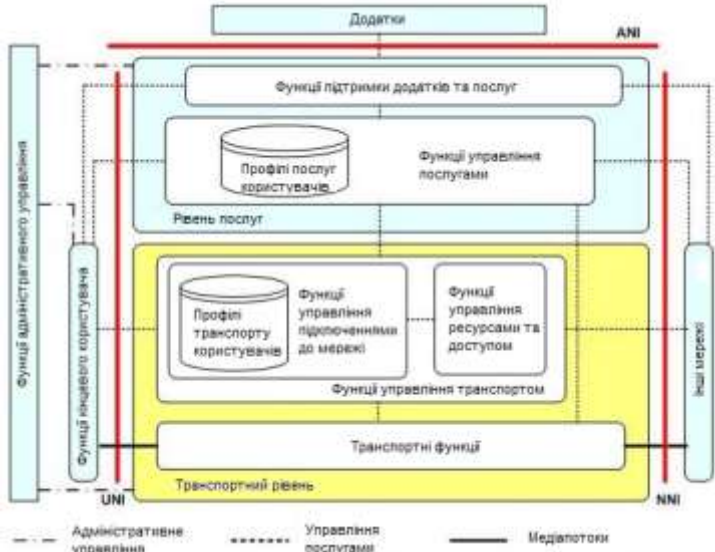 Додатки
ANI
Функції підтримки додатків та послуг
Профілі послуг
користувачів
Функції управління
послугами
Рівень послуг
Функції адміністративного управління
Функції кінцевого користувача
Профілі
транспорту
користувачів
Функції
управління
підключеннями
до мережі
Функції
управління
ресурсами та
доступом
Функції управління транспортом
Інші мережі
Транспортні функції
Транспортний рівень
UNI
NNI
Адміністративне
управління
Управління
послугами
Медіапотоки